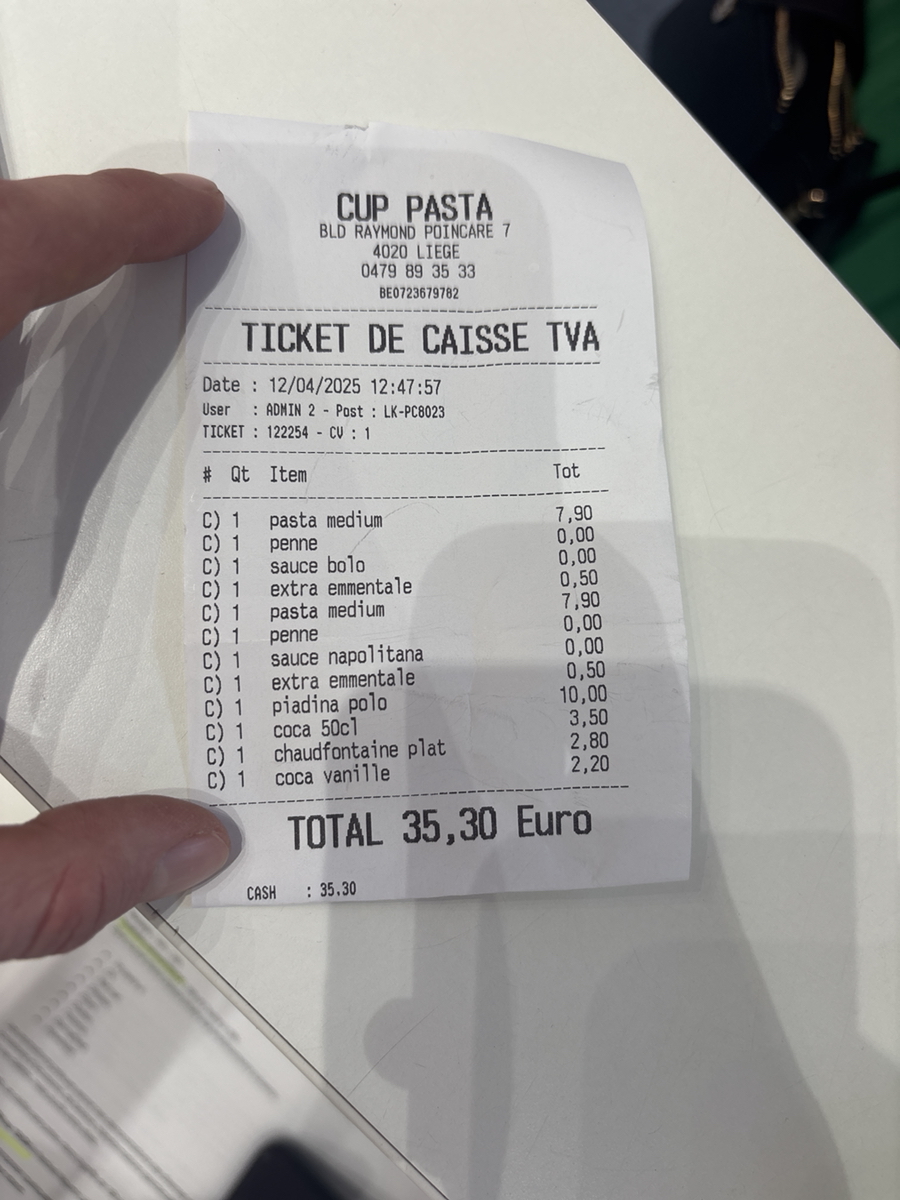 CUP PASTA
BLD RAYMOND POINCARE 7
4020 LIEGE
0479 89 35 33
BE0723679782
TICKET DE CAISSE TVA
Date : 12/04/2025 12:47:57
User : ADMIN 2 - Post : LK-PC8023
TICKET : 122254 - CV : 1
# Qt Item Tot
C) 1 pasta medium 7,90
C) 1 penne 0,00
C) 1 sauce bolo 0,00
C) 1 extra emmentale 0,50
C) 1 pasta medium 7,90
C) 1 penne 0,00
C) 1 sauce napolitana 0,00
C) 1 extra emmentale 0,50
C) 1 piadina polo 10,00
C) 1 coca 50cl 3,50
C) 1 chaudfontaine plat 2,80
C) 1 coca vanille 2,20
TOTAL 35,30 Euro
CASH : 35.30